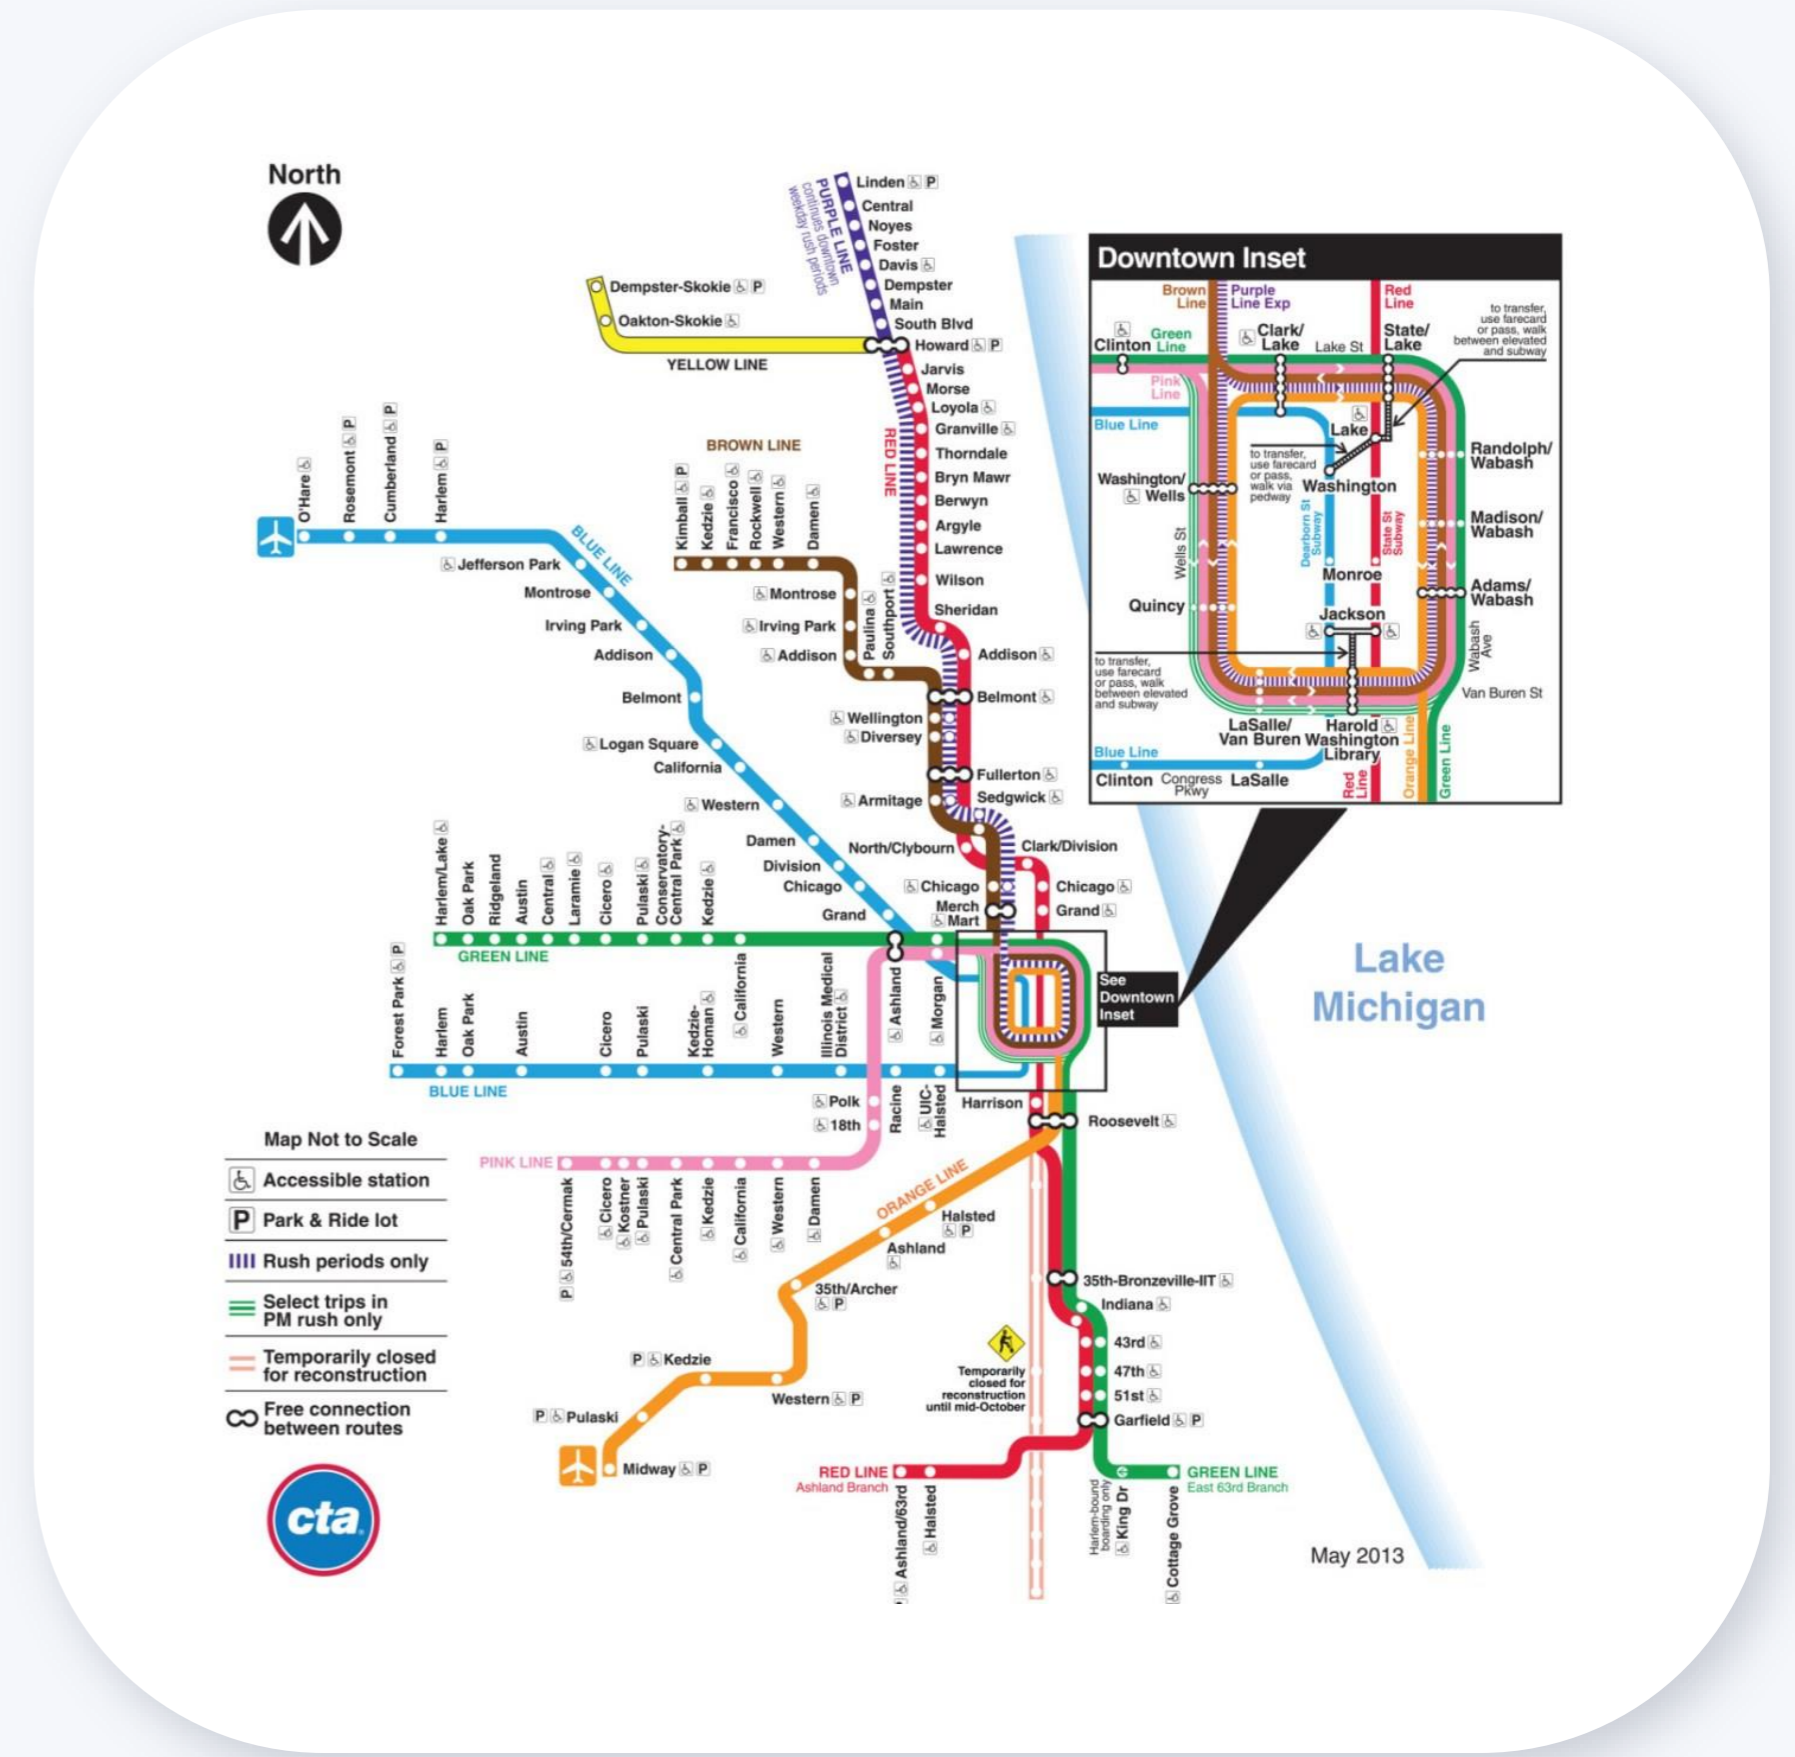 North
PURPLE LINE
continues downtown
weekday rush periods
Linden P
Central
Noyes
Foster
Davis
Dempster
Main
South Blvd
Howard P
Dempster-Skokie P
Oakton-Skokie
YELLOW LINE
Jarvis
Morse
Loyola
Granville
Thorndale
Bryn Mawr
Berwyn
Argyle
Lawrence
Wilson
Sheridan
RED LINE
Addison
Belmont
Fullerton
Sedgwick
North/Clybourn
Clark/Division
Chicago
Grand
BROWN LINE
Kimball P
Kedzie
Francisco
Rockwell
Western
Damen
Montrose
Irving Park
Addison
Paulina
Southport
Wellington
Diversey
Armitage
Chicago
Merch
Mart
O'Hare
Rosemont P
Cumberland P
Harlem P
BLUE LINE
Jefferson Park
Montrose
Irving Park
Addison
Belmont
Logan Square
California
Western
Damen
Division
Chicago
Grand
Harlem/Lake
Oak Park
Ridgeland
Austin
Central
Laramie
Cicero
Pulaski
Conservatory-
Central Park
Kedzie
California
Ashland
Morgan
GREEN LINE
Forest Park P
Harlem
Oak Park
Austin
Cicero
Pulaski
Kedzie-
Homan
Western
Illinois Medical
District
Racine
UIC-
Halsted
BLUE LINE
Polk
18th
PINK LINE
P 54th/Cermak
Cicero
Kostner
Pulaski
Central Park
Kedzie
California
Western
Damen
Harrison
Roosevelt
ORANGE LINE
Halsted
P
Ashland
35th/Archer
P
Western P
P Kedzie
P Pulaski
Midway P
35th-Bronzeville-IIT
Indiana
43rd
47th
51st
Garfield P
Temporarily
closed for
reconstruction
until mid-October
RED LINE
Ashland Branch
Ashland/63rd
Halsted
Harlem-bound
boarding only
King Dr
Cottage Grove
GREEN LINE
East 63rd Branch
See
Downtown
Inset
Lake
Michigan
May 2013
Downtown Inset
Brown
Line
Purple
Line Exp
Red
Line
to transfer,
use farecard
or pass, walk
between elevated
and subway
Clinton
Green
Line
Clark/
Lake
Lake St
State/
Lake
Pink
Line
Blue Line
Lake
to transfer,
use farecard
or pass,
walk via
pedway
Washington
Randolph/
Wabash
Washington/
Wells
Wells St
Dearborn St
Subway
State St
Subway
Madison/
Wabash
Monroe
Quincy
Jackson
Adams/
Wabash
Wabash
Ave
to transfer,
use farecard
or pass, walk
between elevated
and subway
Van Buren St
LaSalle/
Van Buren
Harold
Washington
Library
Blue Line
Clinton
Congress
Pkwy
LaSalle
Red
Line
Orange Line
Green Line
Map Not to Scale
Accessible station
P Park & Ride lot
Rush periods only
Select trips in
PM rush only
Temporarily closed
for reconstruction
Free connection
between routes
cta